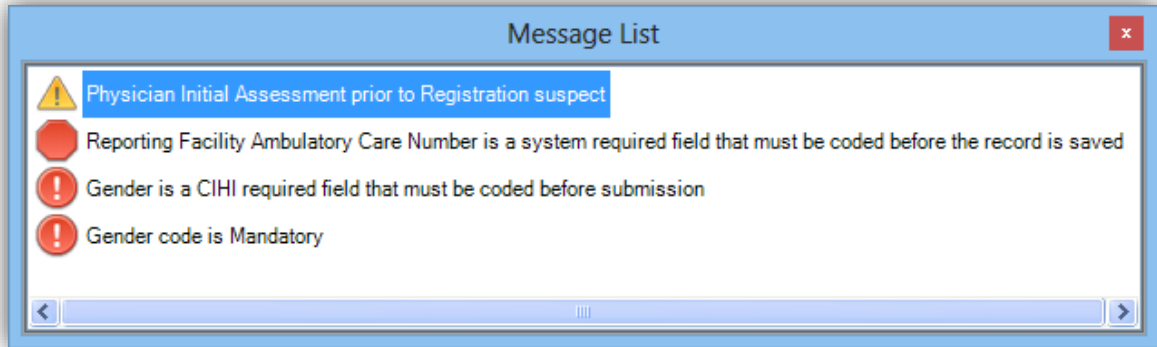 Message List
x
Physician Initial Assessment prior to Registration suspect
Reporting Facility Ambulatory Care Number is a system required field that must be coded before the record is saved
Gender is a CIHI required field that must be coded before submission
Gender code is Mandatory